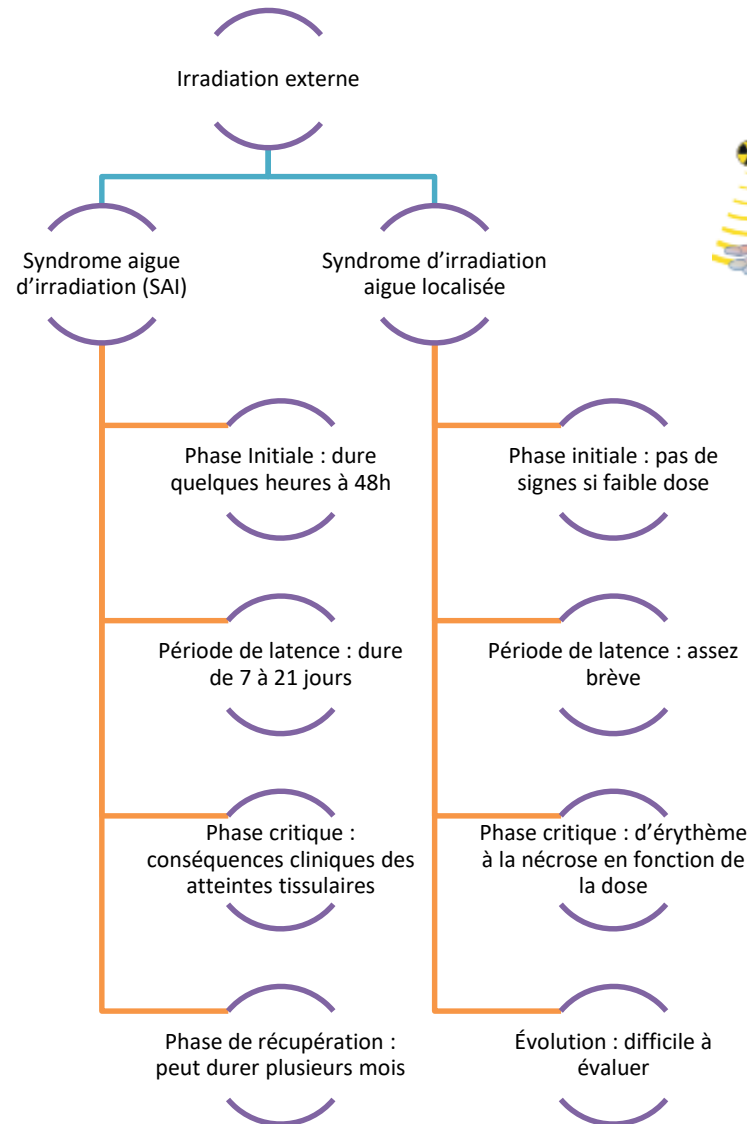 Irradiation externe
Syndrome aigue
d'irradiation (SAI)
Syndrome d'irradiation
aigue localisée
Phase Initiale : dure
quelques heures à 48h
Phase initiale : pas de
signes si faible dose
Période de latence : dure
de 7 à 21 jours
Période de latence : assez
brève
Phase critique :
conséquences cliniques des
atteintes tissulaires
Phase critique : d'érythème
à la nécrose en fonction de
la dose
Phase de récupération :
peut durer plusieurs mois
Évolution : difficile à
évaluer